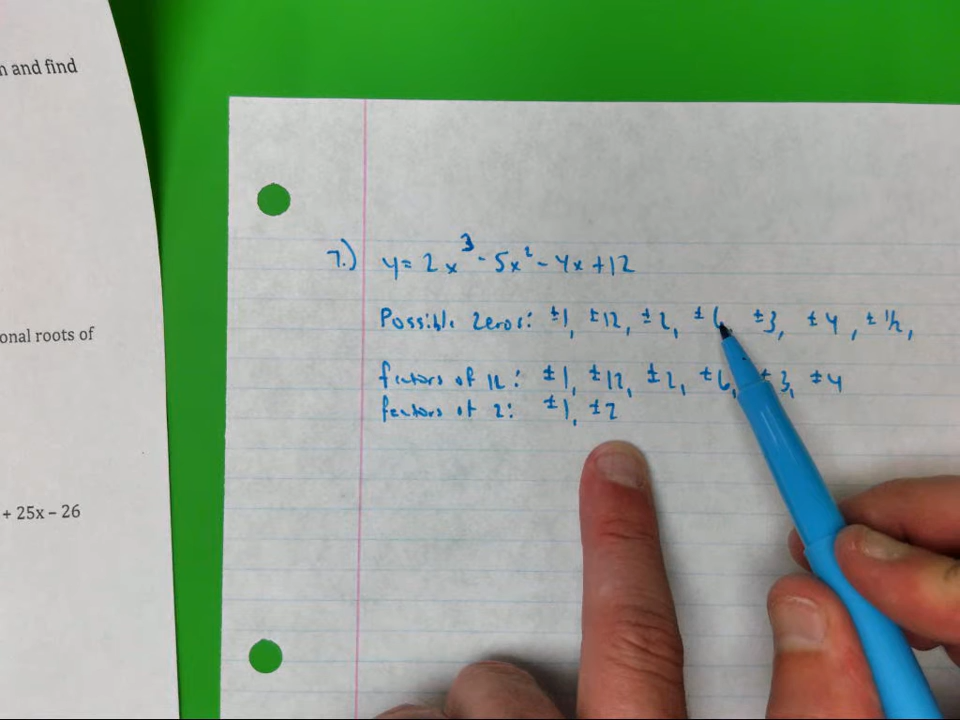 n and find
onal roots of
+ 25x – 26
7.) y = 2x³ - 5x² - 4x + 12
Possible Zeros: ±1, ±12, ±2, ±6, ±3, ±4, ±1/2,
factors of 12: ±1, ±12, ±2, ±6, ±3, ±4
factors of 2: ±1, ±2